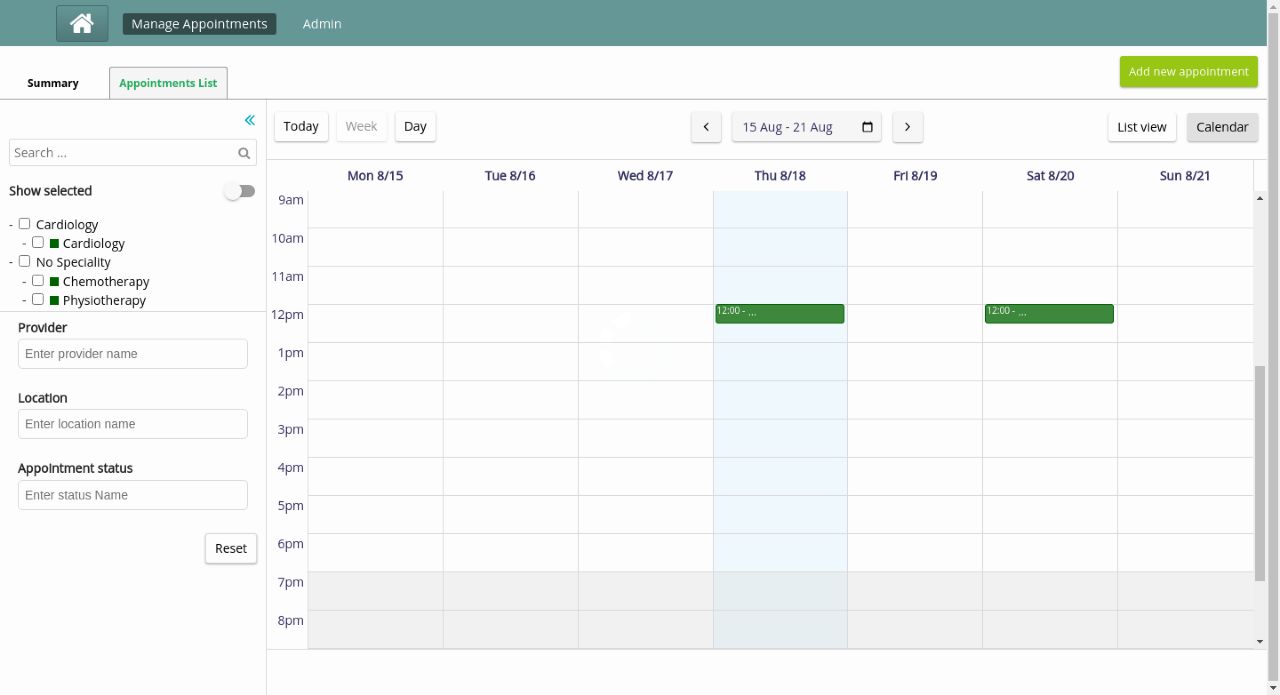 Manage Appointments Admin
Summary Appointments List Add new appointment
Today Week Day 15 Aug - 21 Aug List view Calendar
Search ...
Show selected
- Cardiology
- Cardiology
- No Speciality
- Chemotherapy
- Physiotherapy
Provider
Enter provider name
Location
Enter location name
Appointment status
Enter status Name
Reset
Mon 8/15 Tue 8/16 Wed 8/17 Thu 8/18 Fri 8/19 Sat 8/20 Sun 8/21
9am
10am
11am
12pm 12:00 - ... 12:00 - ...
1pm
2pm
3pm
4pm
5pm
6pm
7pm
8pm